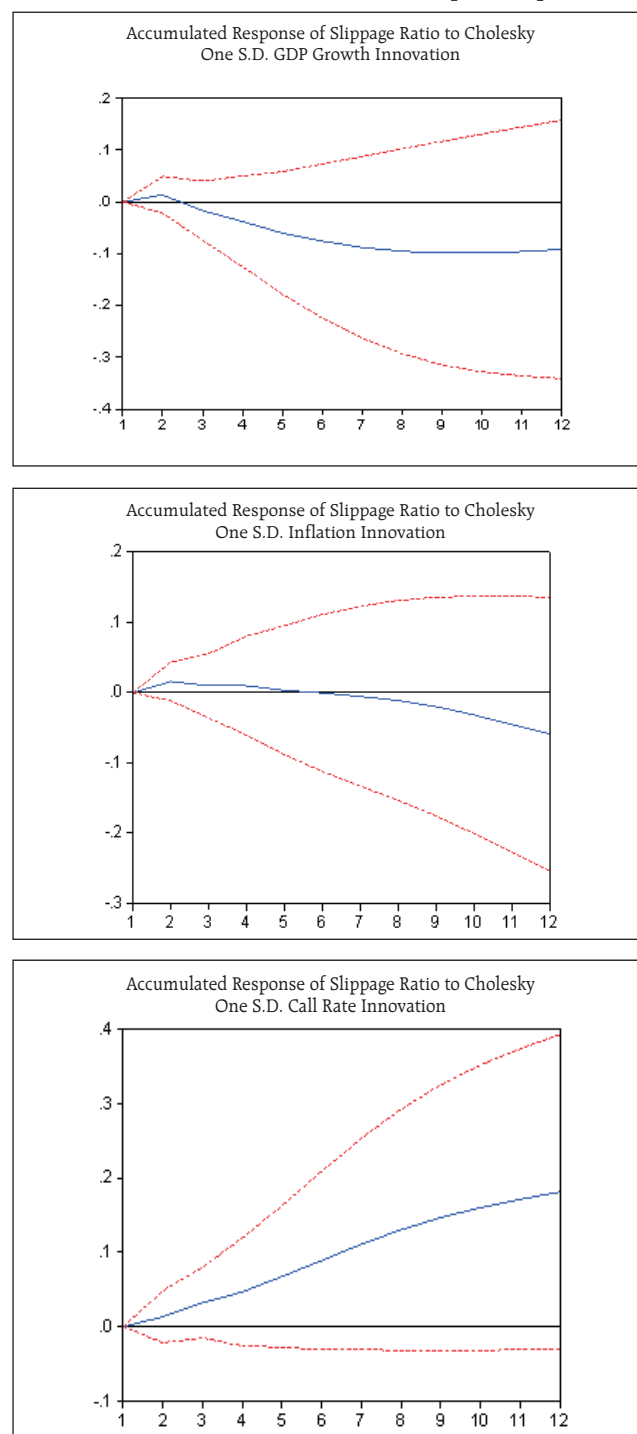 Accumulated Response of Slippage Ratio to Cholesky
One S.D. GDP Growth Innovation
.2
.1
.0
-.1
-.2
-.3
-.4
1 2 3 4 5 6 7 8 9 10 11 12
Accumulated Response of Slippage Ratio to Cholesky
One S.D. Inflation Innovation
.2
.1
.0
-.1
-.2
-.3
1 2 3 4 5 6 7 8 9 10 11 12
Accumulated Response of Slippage Ratio to Cholesky
One S.D. Call Rate Innovation
.4
.3
.2
.1
.0
-.1
1 2 3 4 5 6 7 8 9 10 11 12